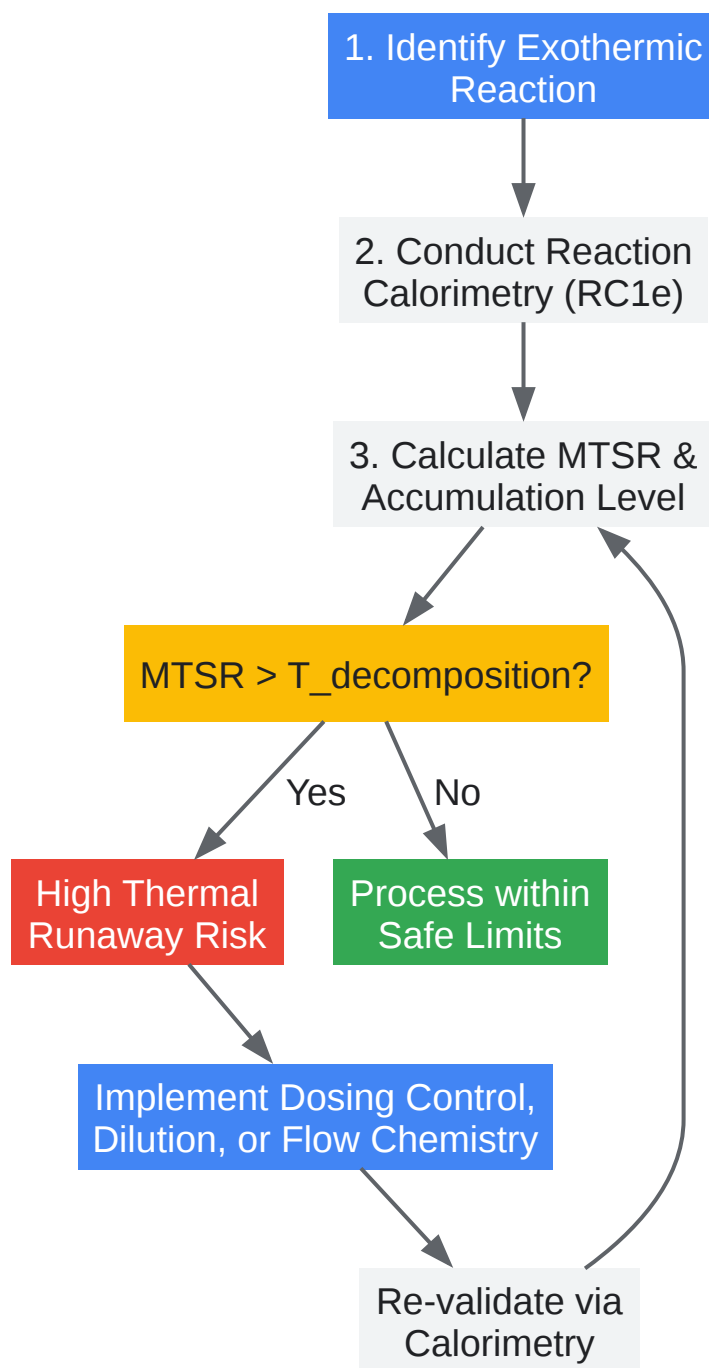 1. Identify Exothermic
Reaction
2. Conduct Reaction
Calorimetry (RC1e)
3. Calculate MTSR &
Accumulation Level
MTSR > T_decomposition?
Yes
No
High Thermal
Runaway Risk
Process within
Safe Limits
Implement Dosing Control,
Dilution, or Flow Chemistry
Re-validate via
Calorimetry